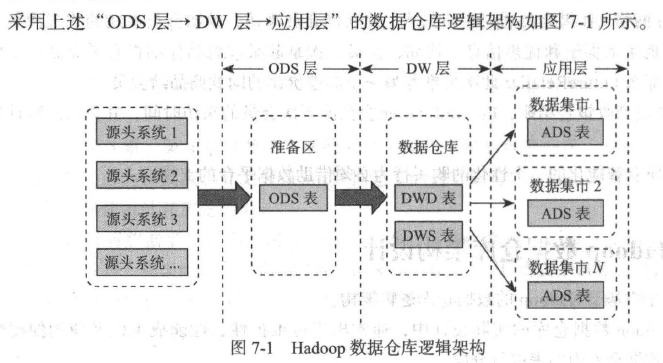 采用上述“ODS 层→DW 层→应用层”的数据仓库逻辑架构如图 7-1 所示。
ODS 层
DW 层
应用层
源头系统 1
源头系统 2
源头系统 3
源头系统 ...
准备区
ODS 表
数据仓库
DWD 表
DWS 表
数据集市 1
ADS 表
数据集市 2
ADS 表
数据集市 N
ADS 表
图 7-1 Hadoop 数据仓库逻辑架构